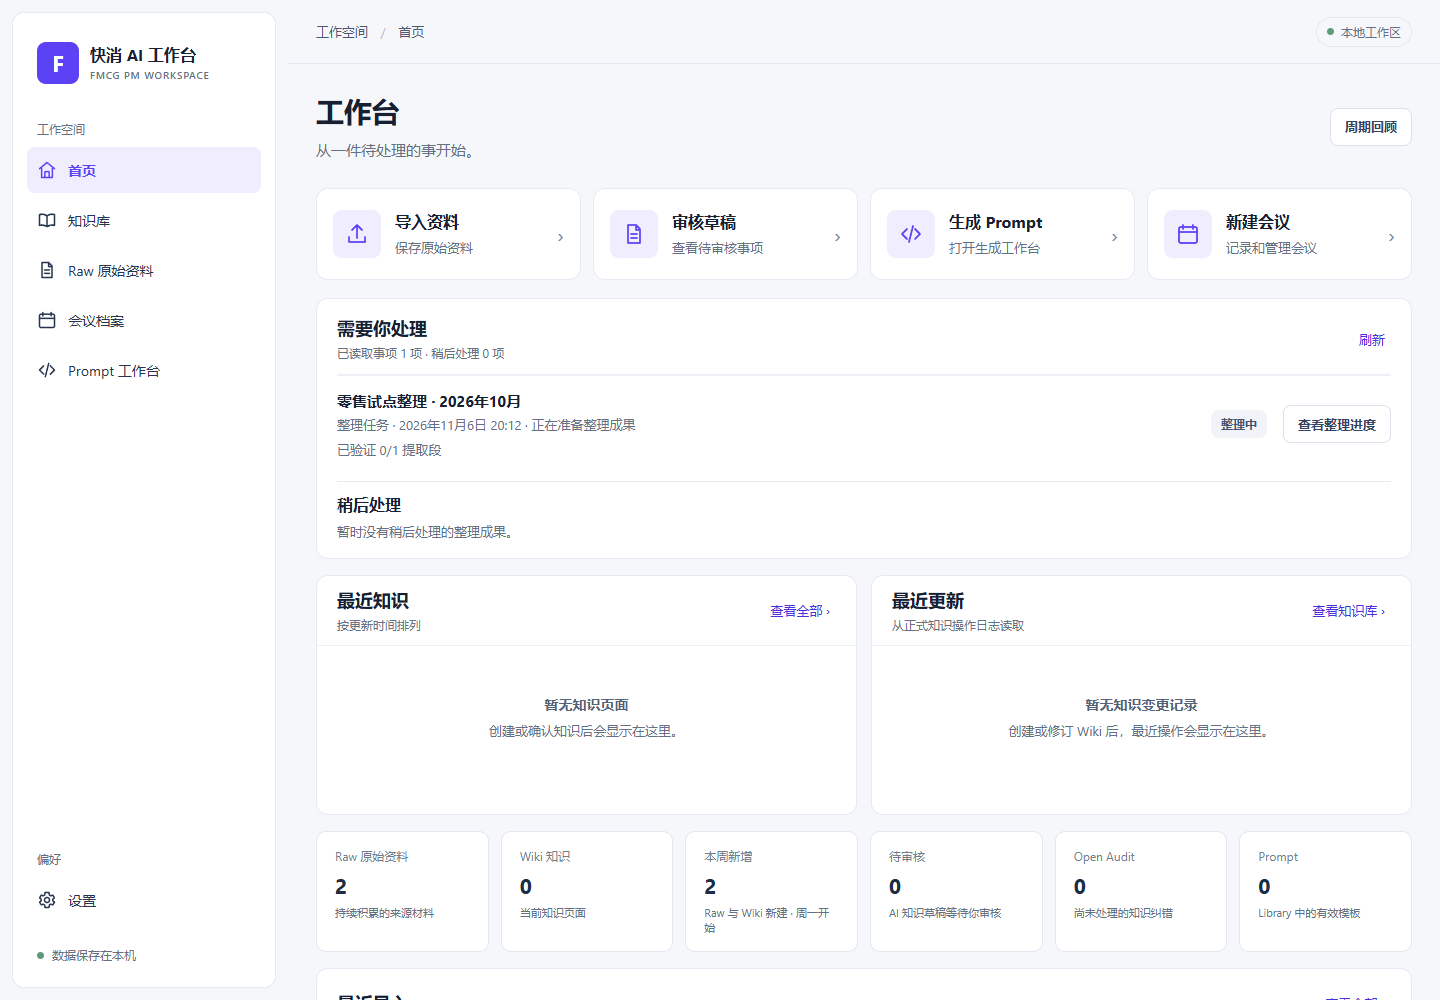 F
快消 AI 工作台
FMCG PM WORKSPACE
工作空间
首页
知识库
Raw 原始资料
会议档案
Prompt 工作台
偏好
设置
数据保存在本机
工作空间 / 首页
本地工作区
工作台
从一件待处理的事开始。
周期回顾
导入资料
保存原始资料
审核草稿
查看待审核事项
生成 Prompt
打开生成工作台
新建会议
记录和管理会议
需要你处理
已读取事项 1 项 · 稍后处理 0 项
刷新
零售试点整理 · 2026年10月
整理任务 · 2026年11月6日 20:12 · 正在准备整理成果
已验证 0/1 提取段
整理中
查看整理进度
稍后处理
暂时没有稍后处理的整理成果。
最近知识
按更新时间排列
查看全部 ›
暂无知识页面
创建或确认知识后会显示在这里。
最近更新
从正式知识操作日志读取
查看知识库 ›
暂无知识变更记录
创建或修订 Wiki 后，最近操作会显示在这里。
Raw 原始资料
2
持续积累的来源材料
Wiki 知识
0
当前知识页面
本周新增
2
Raw 与 Wiki 新建 · 周一开
始
待审核
0
AI 知识草稿等待你审核
Open Audit
0
尚未处理的知识纠错
Prompt
0
Library 中的有效模板